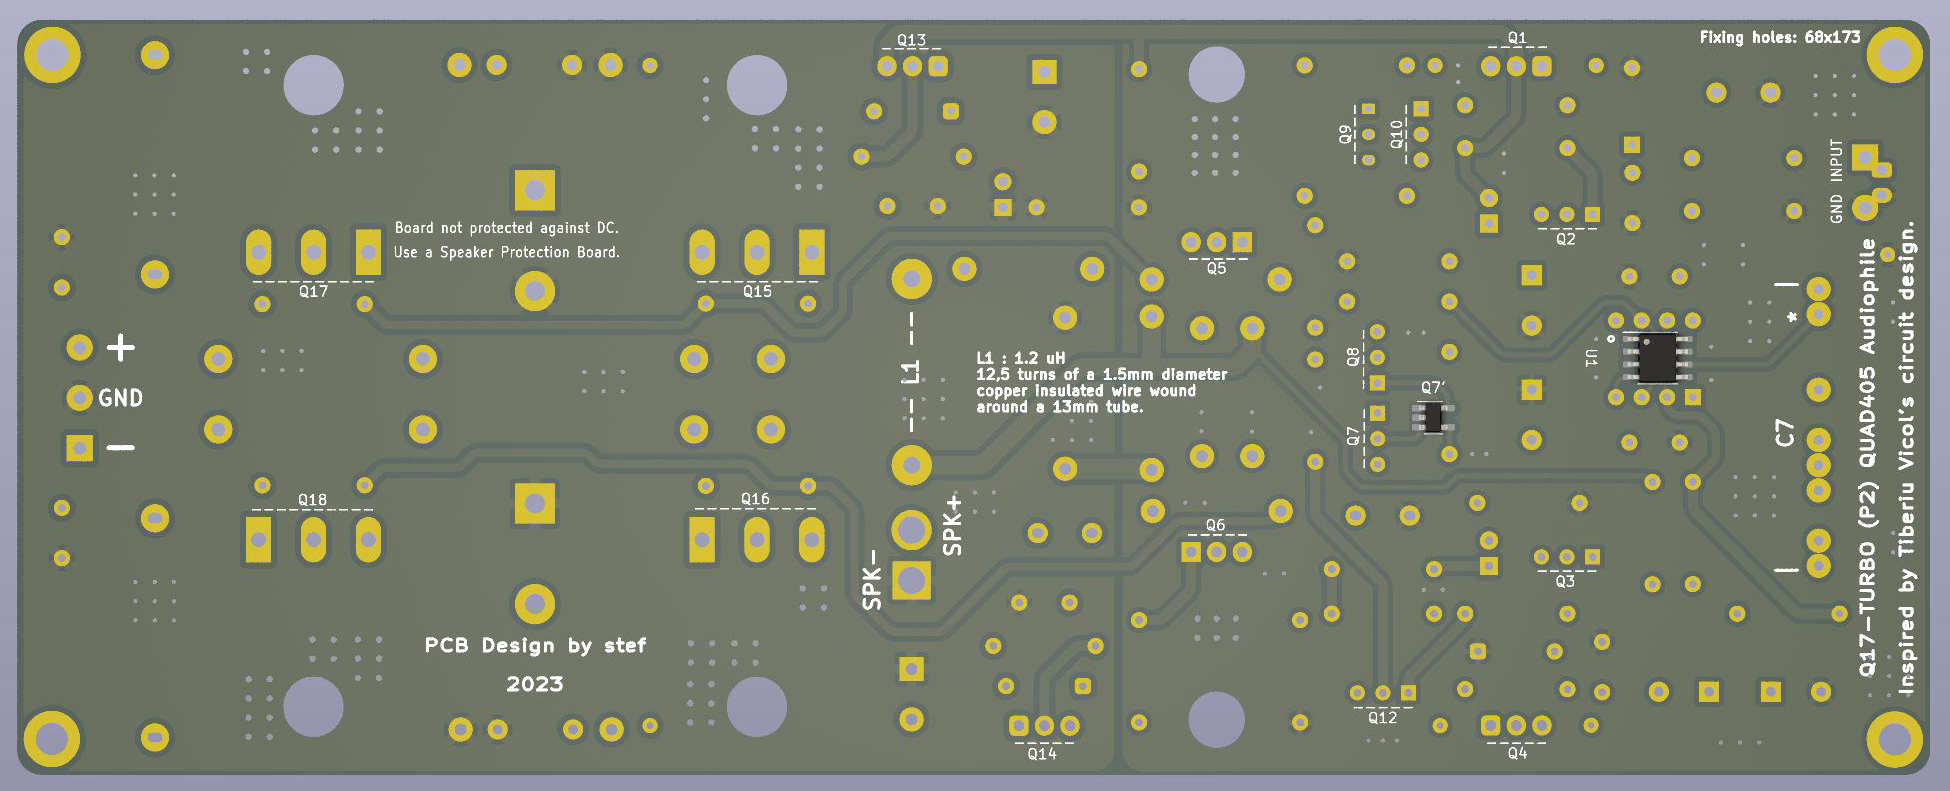 Q13
Q1
Fixing holes: 68x173
Q9
Q10
GND INPUT
Board not protected against DC.
Use a Speaker Protection Board.
Q2
Q5
Q17
Q15
+
GND
−
L1
L1 : 1.2 uH
12,5 turns of a 1.5mm diameter
copper insulated wire wound
around a 13mm tube.
Q8
Q7'
Q7
U1
*
C7
Q18
Q16
SPK+
SPK-
Q6
Q3
PCB Design by stef
2023
Q12
Q14
Q4
Q17-TURBO (P2) QUAD405 Audiophile
Inspired by Tiberiu Vicol's circuit design.